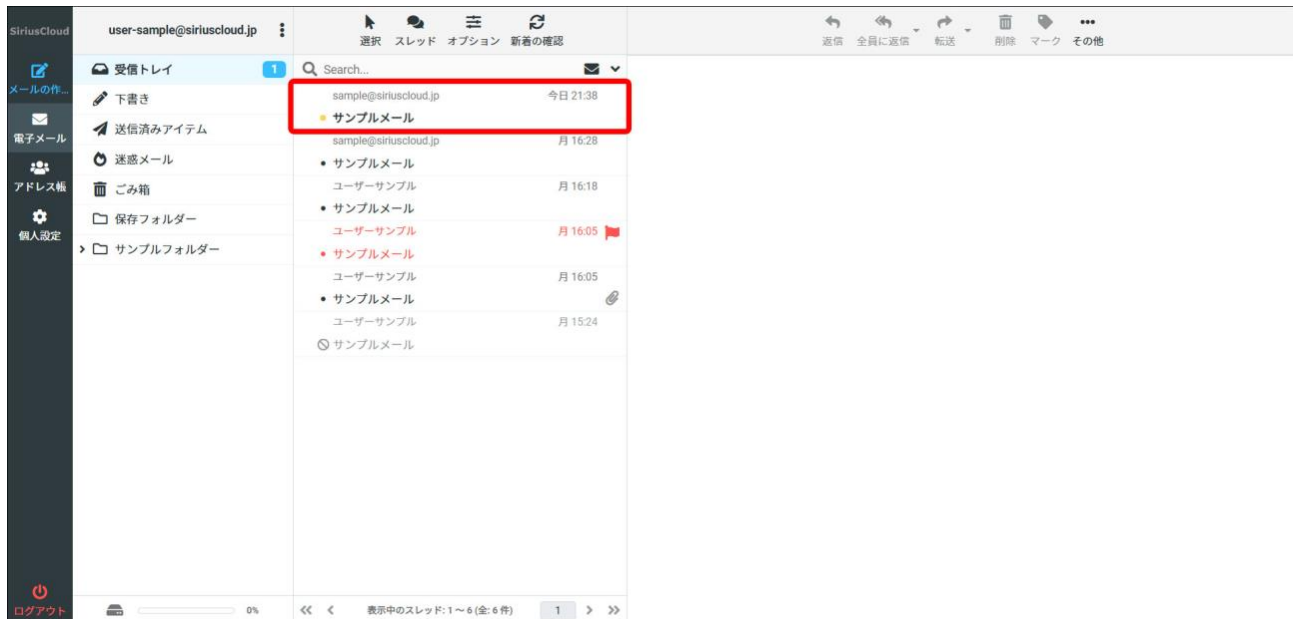 SiriusCloud
メールの作...
電子メール
アドレス帳
個人設定
ログアウト
user-sample@siriuscloud.jp
受信トレイ 1
下書き
送信済みアイテム
迷惑メール
ごみ箱
保存フォルダー
サンプルフォルダー
0%
選択 スレッド オプション 新着の確認
Search...
sample@siriuscloud.jp 今日 21:38
サンプルメール
sample@siriuscloud.jp 月 16:28
サンプルメール
ユーザーサンプル 月 16:18
サンプルメール
ユーザーサンプル 月 16:05
サンプルメール
ユーザーサンプル 月 16:05
サンプルメール
ユーザーサンプル 月 15:24
サンプルメール
表示中のスレッド: 1 ～ 6 (全: 6 件) 1
返信 全員に返信 転送 削除 マーク その他